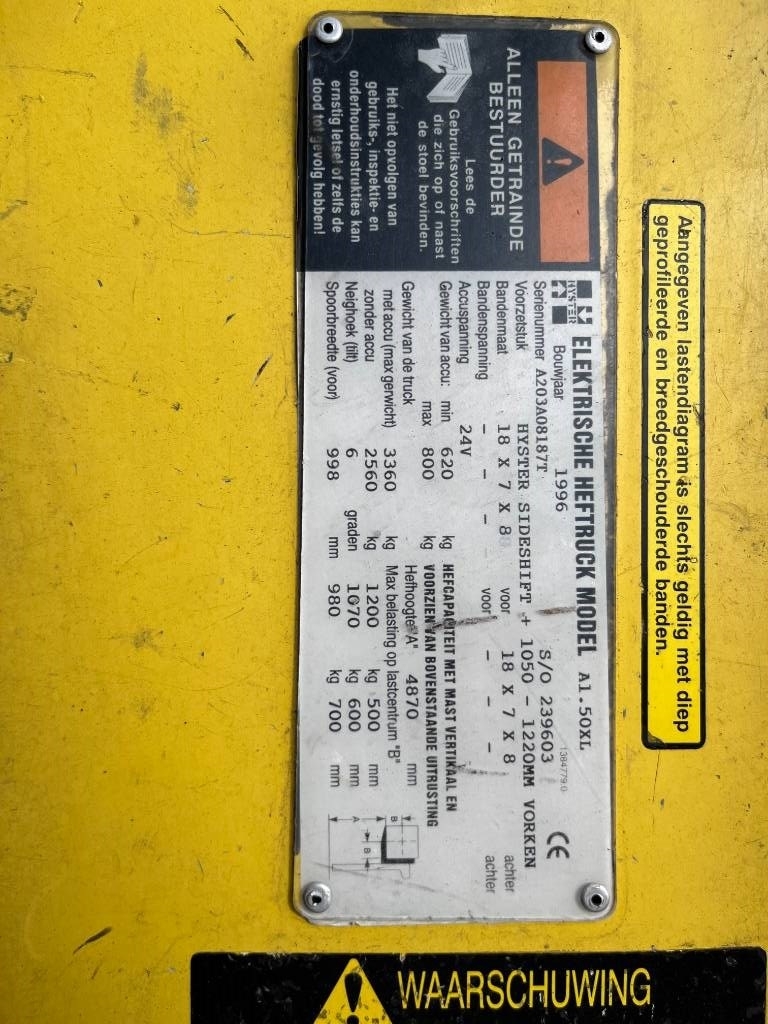 Aangegeven lastendiagram is slechts geldig met diep
geprofileerde en breedgeschouderde banden.
ALLEEN GETRAINDE
BESTUURDER
Lees de
Gebruiksvoorschriften
die zich op of naast
de stoel bevinden.
Het niet opvolgen van
gebruiks-, inspektie- en
onderhoudsinstrukties kan
ernstig letsel of zelfs de
dood tot gevolg hebben!
HYSTER
ELEKTRISCHE HEFTRUCK MODEL A1.50XL
1384779.0
CE
Bouwjaar 1996
Serienummer A203A08187T S/O 239603
Voorzetstuk HYSTER SIDESHIFT + 1050 - 1220MM VORKEN
Bandenmaat 18 X 7 X 8 voor 18 X 7 X 8 achter
Bandenspanning - - - voor - - - achter
Accuspanning 24V
Gewicht van accu: min 620 kg
max 800 kg
HEFCAPACITEIT MET MAST VERTIKAAL EN
VOORZIEN VAN BOVENSTAANDE UITRUSTING
Gewicht van de truck
Hefhoogte "A" 4870 mm
met accu (max gerwicht) 3360 kg
Max belasting op lastcentrum "B"
zonder accu 2560 kg 1200 kg 500 mm
Neighoek (tilt) 6 graden 1070 kg 600 mm
Spoorbreedte (voor) 998 mm 980 kg 700 mm
A
B
B
WAARSCHUWING